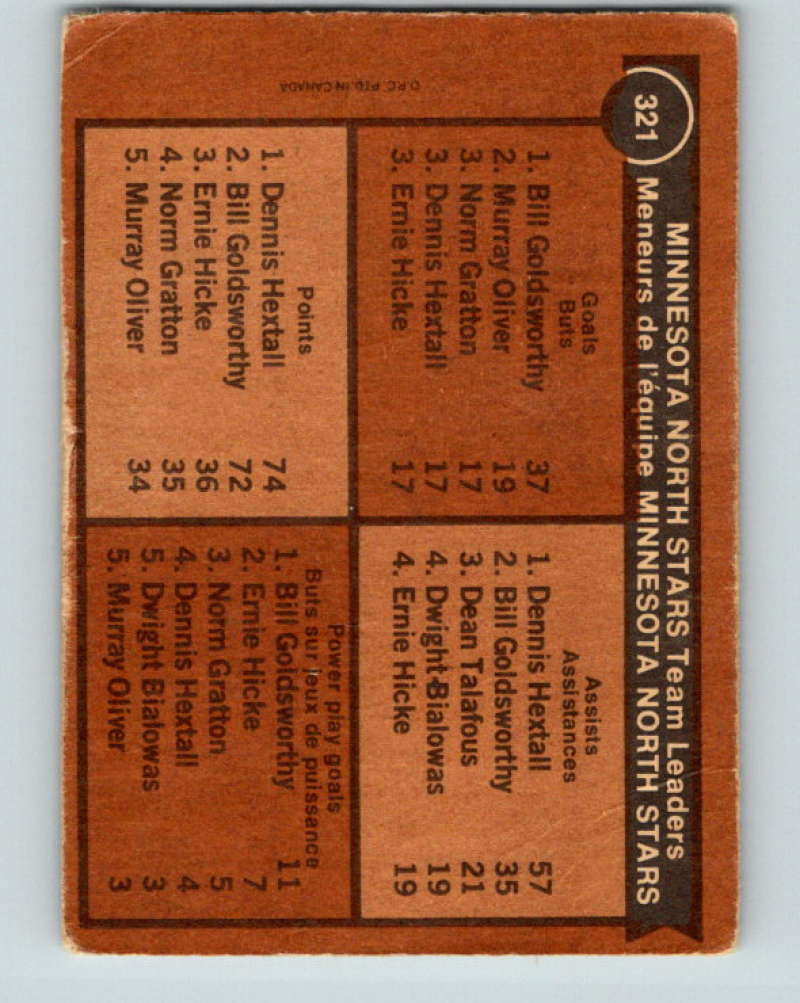 321
MINNESOTA NORTH STARS Team Leaders
Meneurs de l'équipe MINNESOTA NORTH STARS
Goals
Buts
1. Bill Goldsworthy 37
2. Murray Oliver 19
3. Norm Gratton 17
3. Dennis Hextall 17
3. Ernie Hicke 17
Assists
Assistances
1. Dennis Hextall 57
2. Bill Goldsworthy 35
3. Dean Talafous 21
4. Dwight Bialowas 19
4. Ernie Hicke 19
Points
1. Dennis Hextall 74
2. Bill Goldsworthy 72
3. Ernie Hicke 36
4. Norm Gratton 35
5. Murray Oliver 34
Power play goals
Buts sur jeux de puissance
1. Bill Goldsworthy 11
2. Ernie Hicke 7
3. Norm Gratton 5
4. Dennis Hextall 4
5. Dwight Bialowas 3
5. Murray Oliver 3
O.P.C. PTD. IN CANADA